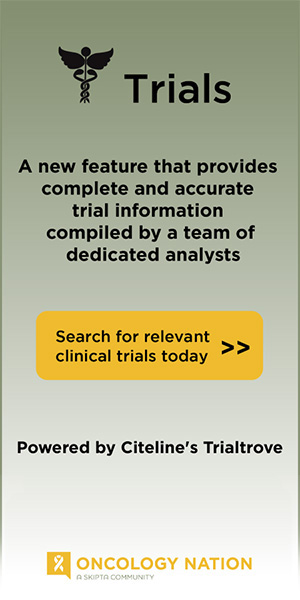 Trials
A new feature that provides
complete and accurate
trial information
compiled by a team of
dedicated analysts
Search for relevant
clinical trials today >>
Powered by Citeline's Trialtrove
ONCOLOGY NATION
A SKIPTA COMMUNITY